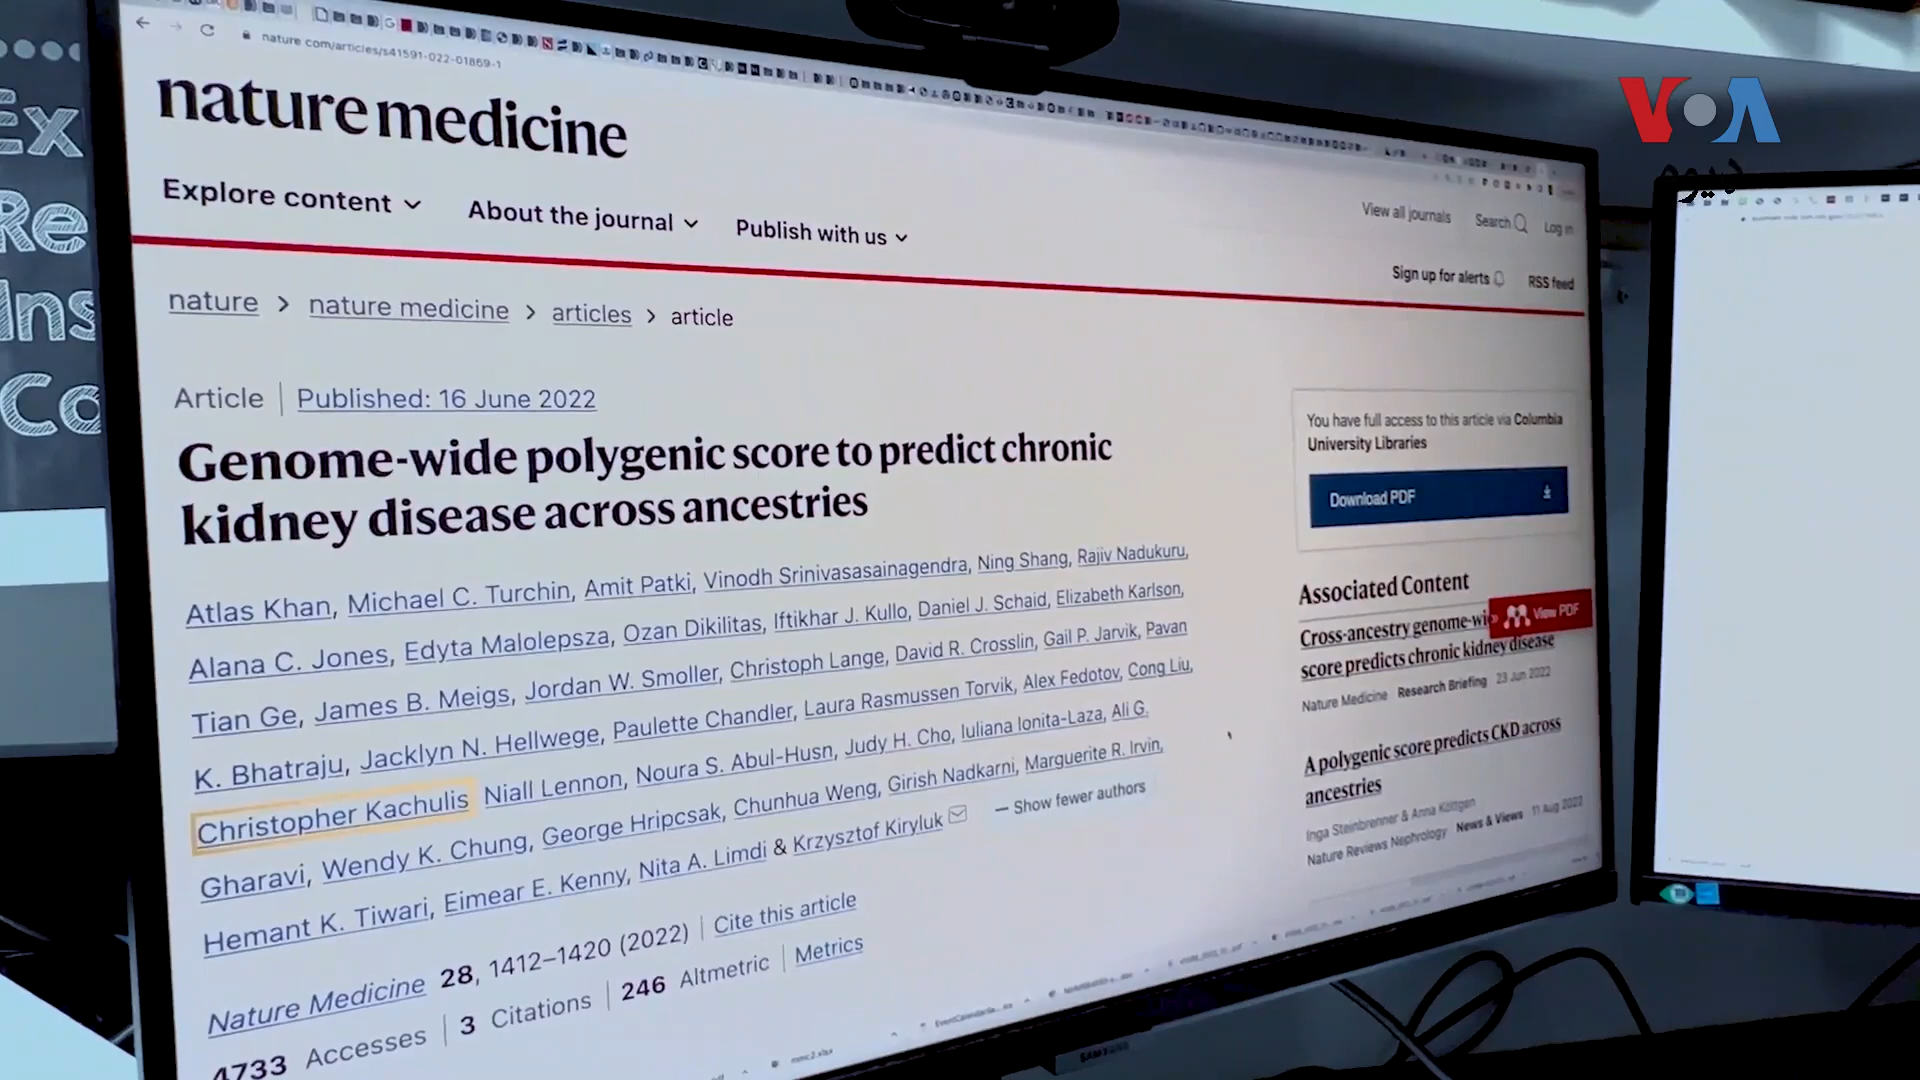 nature.com/articles/s41591-022-01869-1
nature medicine
Explore content
About the journal
Publish with us
View all journals
Search
Log in
Sign up for alerts
RSS feed
nature > nature medicine > articles > article
Article | Published: 16 June 2022
Genome-wide polygenic score to predict chronic
kidney disease across ancestries
Atlas Khan, Michael C. Turchin, Amit Patki, Vinodh Srinivasasainagendra, Ning Shang, Rajiv Nadukuru,
Alana C. Jones, Edyta Malolepsza, Ozan Dikilitas, Iftikhar J. Kullo, Daniel J. Schaid, Elizabeth Karlson,
Tian Ge, James B. Meigs, Jordan W. Smoller, Christoph Lange, David R. Crosslin, Gail P. Jarvik, Pavan
K. Bhatraju, Jacklyn N. Hellwege, Paulette Chandler, Laura Rasmussen Torvik, Alex Fedotov, Cong Liu,
Christopher Kachulis Niall Lennon, Noura S. Abul-Husn, Judy H. Cho, Iuliana Ionita-Laza, Ali G.
Gharavi, Wendy K. Chung, George Hripcsak, Chunhua Weng, Girish Nadkarni, Marguerite R. Irvin,
Hemant K. Tiwari, Eimear E. Kenny, Nita A. Limdi & Krzysztof Kiryluk
— Show fewer authors
Nature Medicine 28, 1412–1420 (2022) | Cite this article
4733 Accesses | 3 Citations | 246 Altmetric | Metrics
You have full access to this article via Columbia
University Libraries
Download PDF
Associated Content
View PDF
Cross-ancestry genome-wi
score predicts chronic kidney disease
Nature Medicine Research Briefing 23 Jun 2022
A polygenic score predicts CKD across
ancestries
Inga Steinbrenner & Anna Köttgen
Nature Reviews Nephrology News & Views 11 Aug 2022
mmc2.xlsx
SAMSUNG
Ex
Re
Ins
Co
VOA
ډیوه